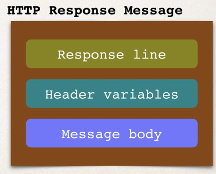 HTTP Response Message
Response line
Header variables
Message body